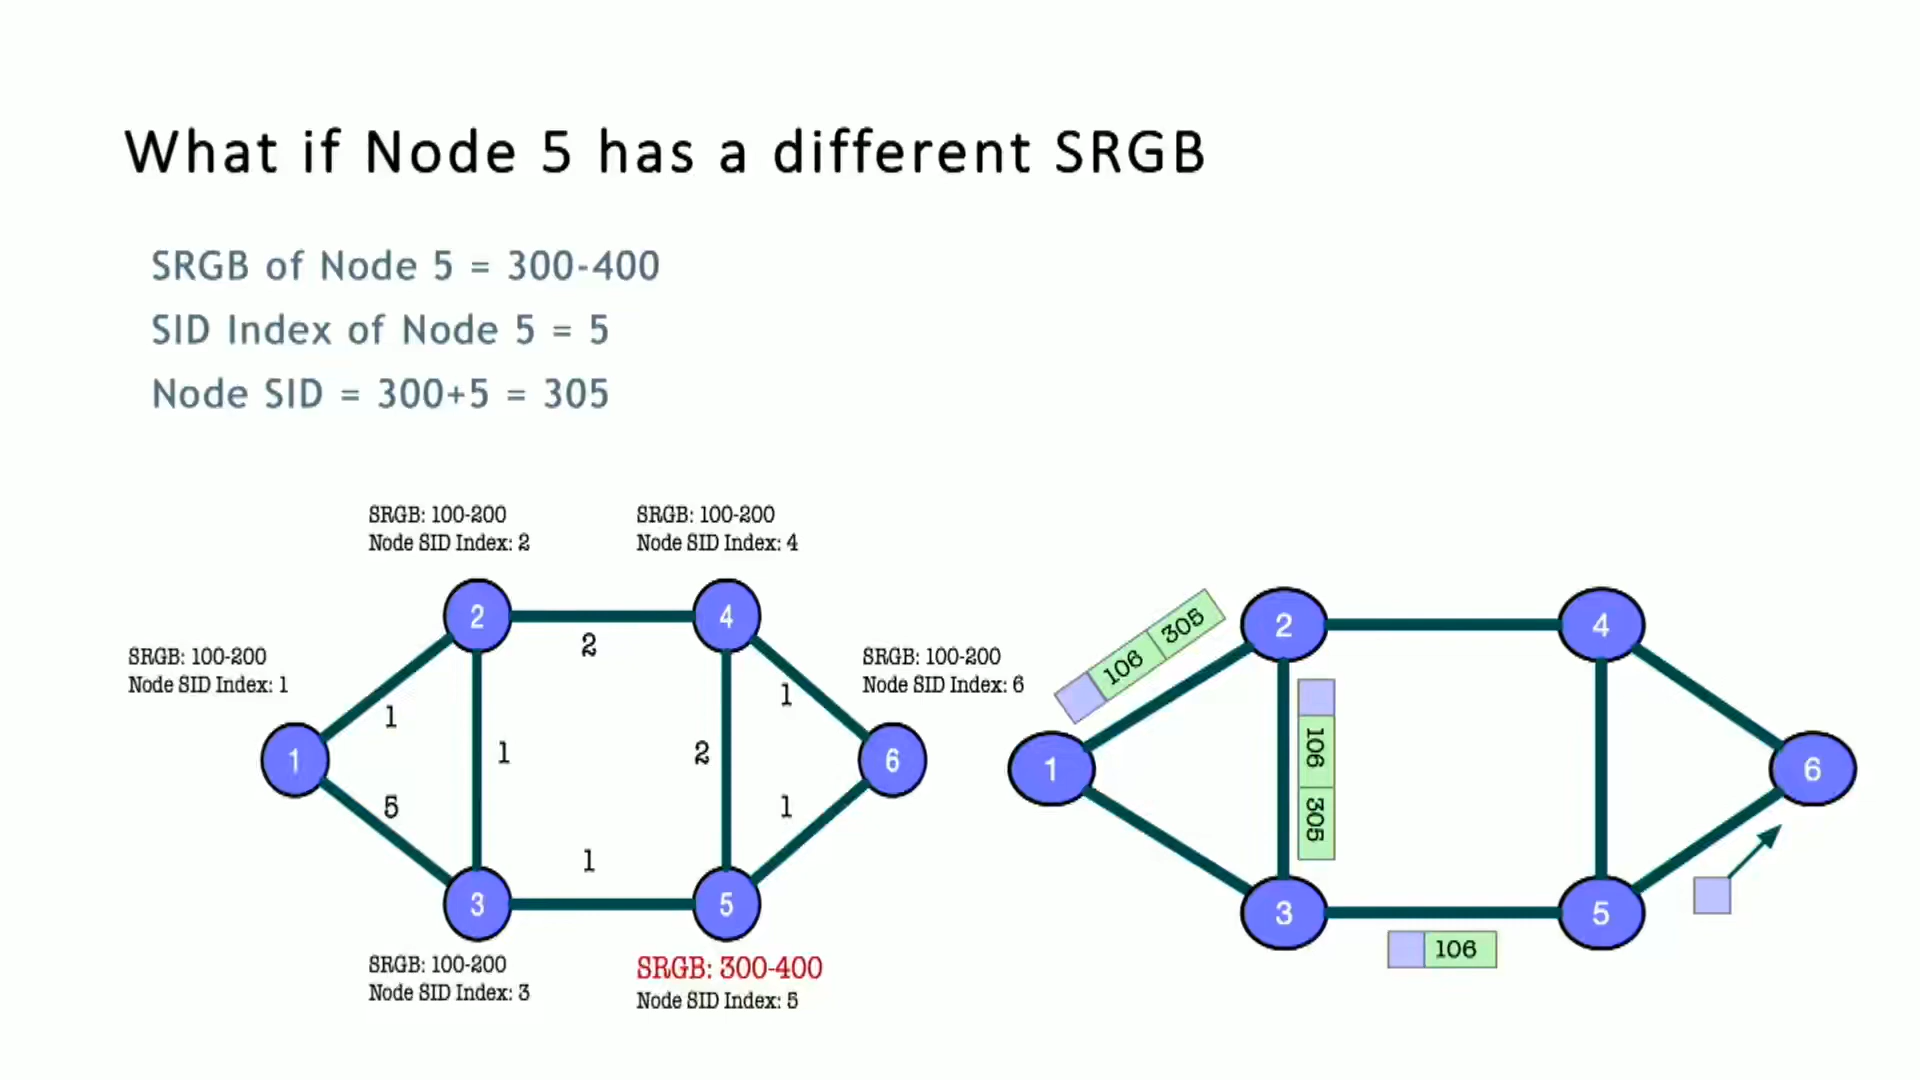 What if Node 5 has a different SRGB
SRGB of Node 5 = 300-400
SID Index of Node 5 = 5
Node SID = 300+5 = 305
SRGB: 100-200
Node SID Index: 2
SRGB: 100-200
Node SID Index: 4
SRGB: 100-200
Node SID Index: 1
SRGB: 100-200
Node SID Index: 6
2
4
2
1
1
1
1
2
6
5
1
1
3
5
SRGB: 100-200
Node SID Index: 3
SRGB: 300-400
Node SID Index: 5
106 305
2
4
106
305
1
6
3
5
106